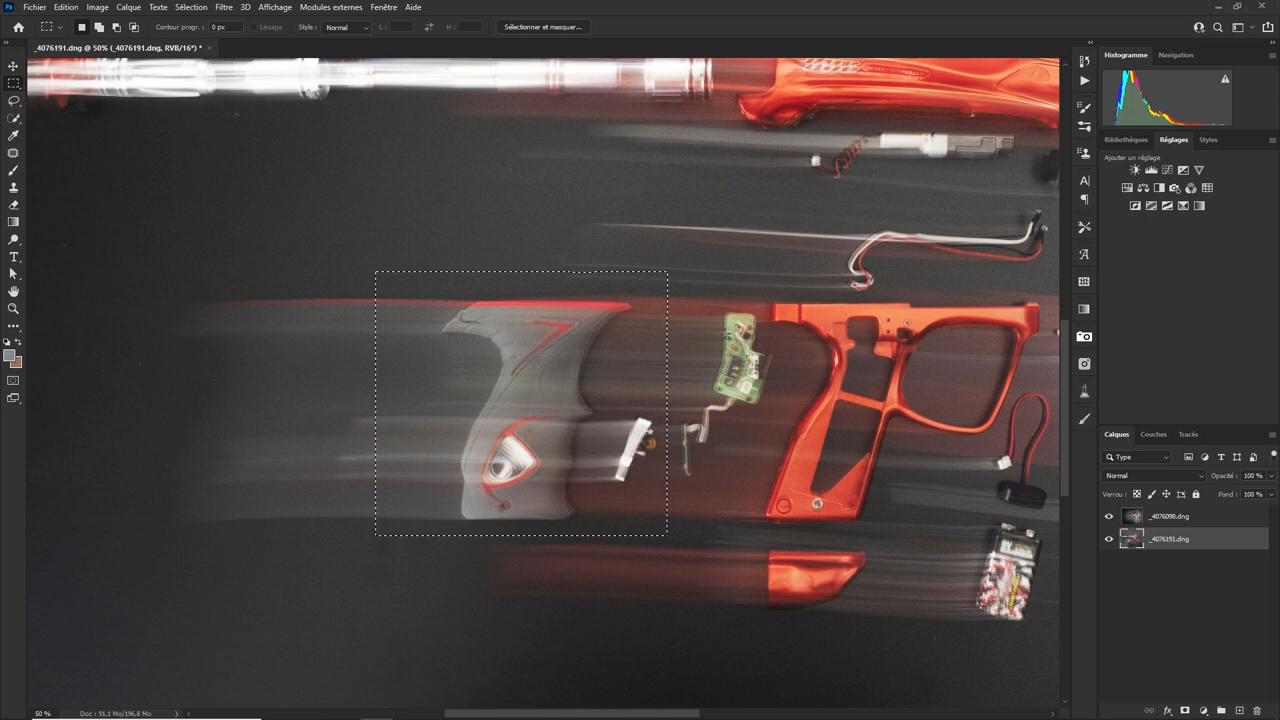 Ps Fichier Edition Image Calque Texte Sélection Filtre 3D Affichage Modules externes Fenêtre Aide
Contour progr. : 0 px Lissage Style : Normal L. : H. : Sélectionner et masquer...
_4076191.dng @ 50% (_4076191.dng, RVB/16*) * ×
Histogramme Navigation
Bibliothèques Réglages Styles
Ajouter un réglage
Calques Couches Tracés
Type
Normal Opacité : 100 %
Verrou : Fond : 100 %
_4076098.dng
_4076191.dng
50 % Doc : 91,1 Mo/196,8 Mo